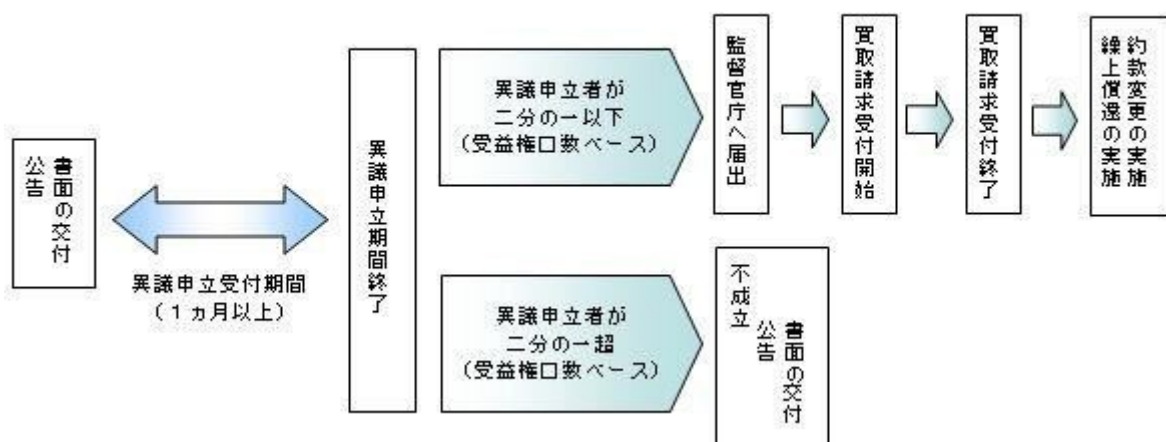 書面の交付
公告
異議申立受付期間
（１ヵ月以上）
異議申立期間終了
異議申立者が
二分の一以下
（受益権口数ベース）
監督官庁へ届出
買取請求受付開始
買取請求受付終了
約款変更の実施
繰上償還の実施
異議申立者が
二分の一超
（受益権口数ベース）
不成立
書面の交付
公告